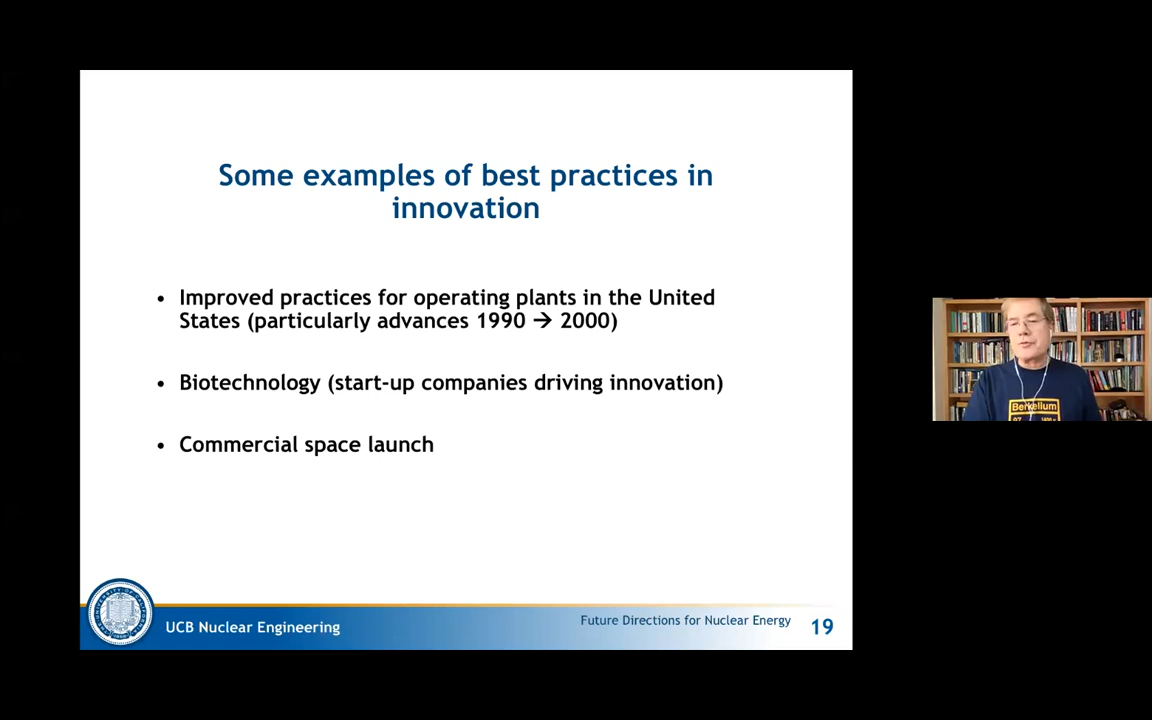 Some examples of best practices in
innovation
• Improved practices for operating plants in the United
States (particularly advances 1990 → 2000)
• Biotechnology (start-up companies driving innovation)
• Commercial space launch
UCB Nuclear Engineering
Future Directions for Nuclear Energy
19
Berkelium
97